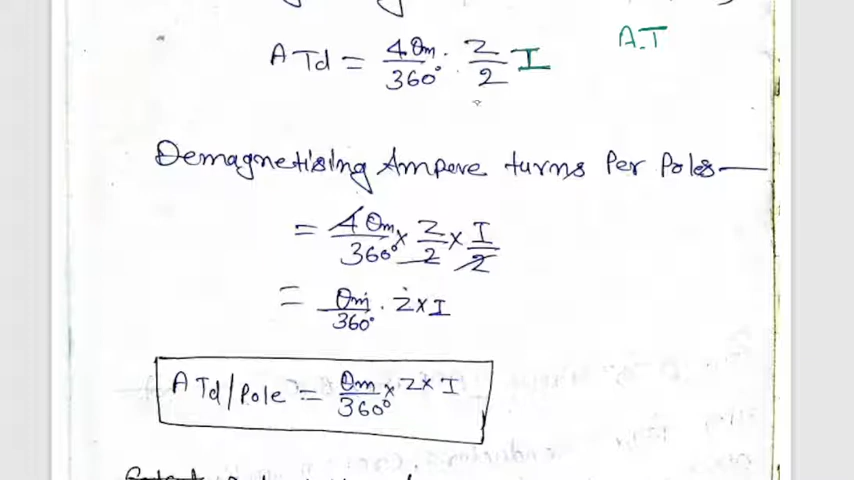 A.T
ATd = 4θm/360° · Z/2 I
Demagnetising Ampere turns Per Poles—
= 4θm/360° × Z/2 × I/2
= θm/360° · Z×I
ATd/Pole = θm/360° × Z × I